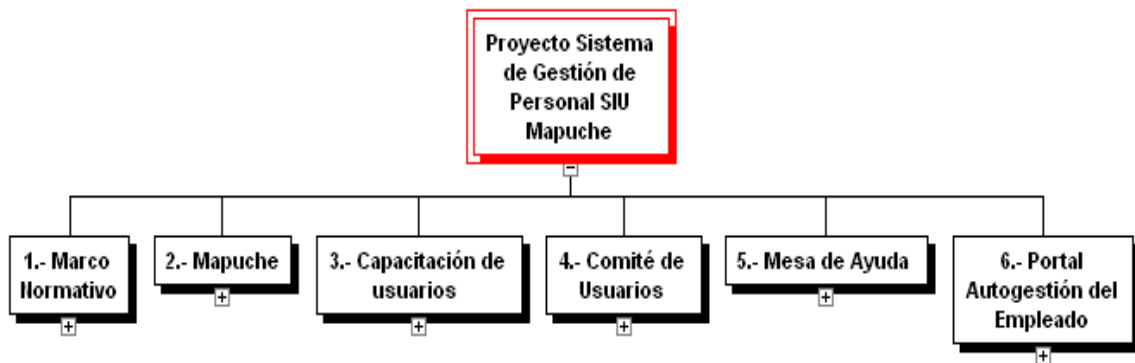 Proyecto Sistema
de Gestión de
Personal SIU
Mapuche
1.- Marco
Normativo
2.- Mapuche
3.- Capacitación de
usuarios
4.- Comité de
Usuarios
5.- Mesa de Ayuda
6.- Portal
Autogestión del
Empleado